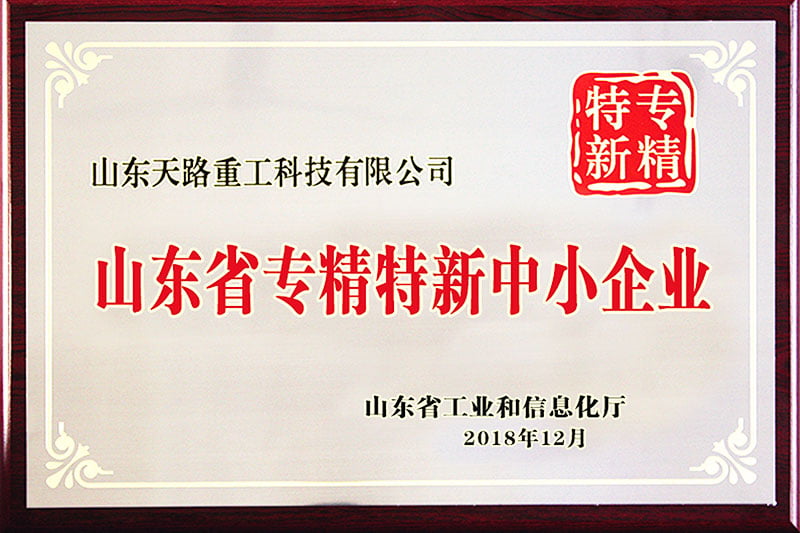 专精
特新
山东天路重工科技有限公司
山东省专精特新中小企业
山东省工业和信息化厅
2018年12月